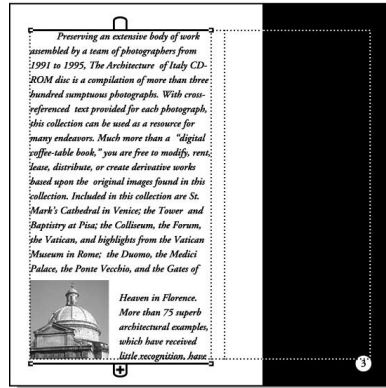 Preserving an extensive body of work
assembled by a team of photographers from
1991 to 1995, The Architecture of Italy CD-
ROM disc is a compilation of more than three
hundred sumptuous photographs. With cross-
referenced text provided for each photograph,
this collection can be used as a resource for
many endeavors. Much more than a "digital
coffee-table book," you are free to modify, rent,
lease, distribute, or create derivative works
based upon the original images found in this
collection. Included in this collection are St.
Mark's Cathedral in Venice; the Tower and
Baptistry at Pisa; the Colliseum, the Forum,
the Vatican, and highlights from the Vatican
Museum in Rome; the Duomo, the Medici
Palace, the Ponte Vecchio, and the Gates of
Heaven in Florence.
More than 75 superb
architectural examples,
which have received
little recognition, have
3